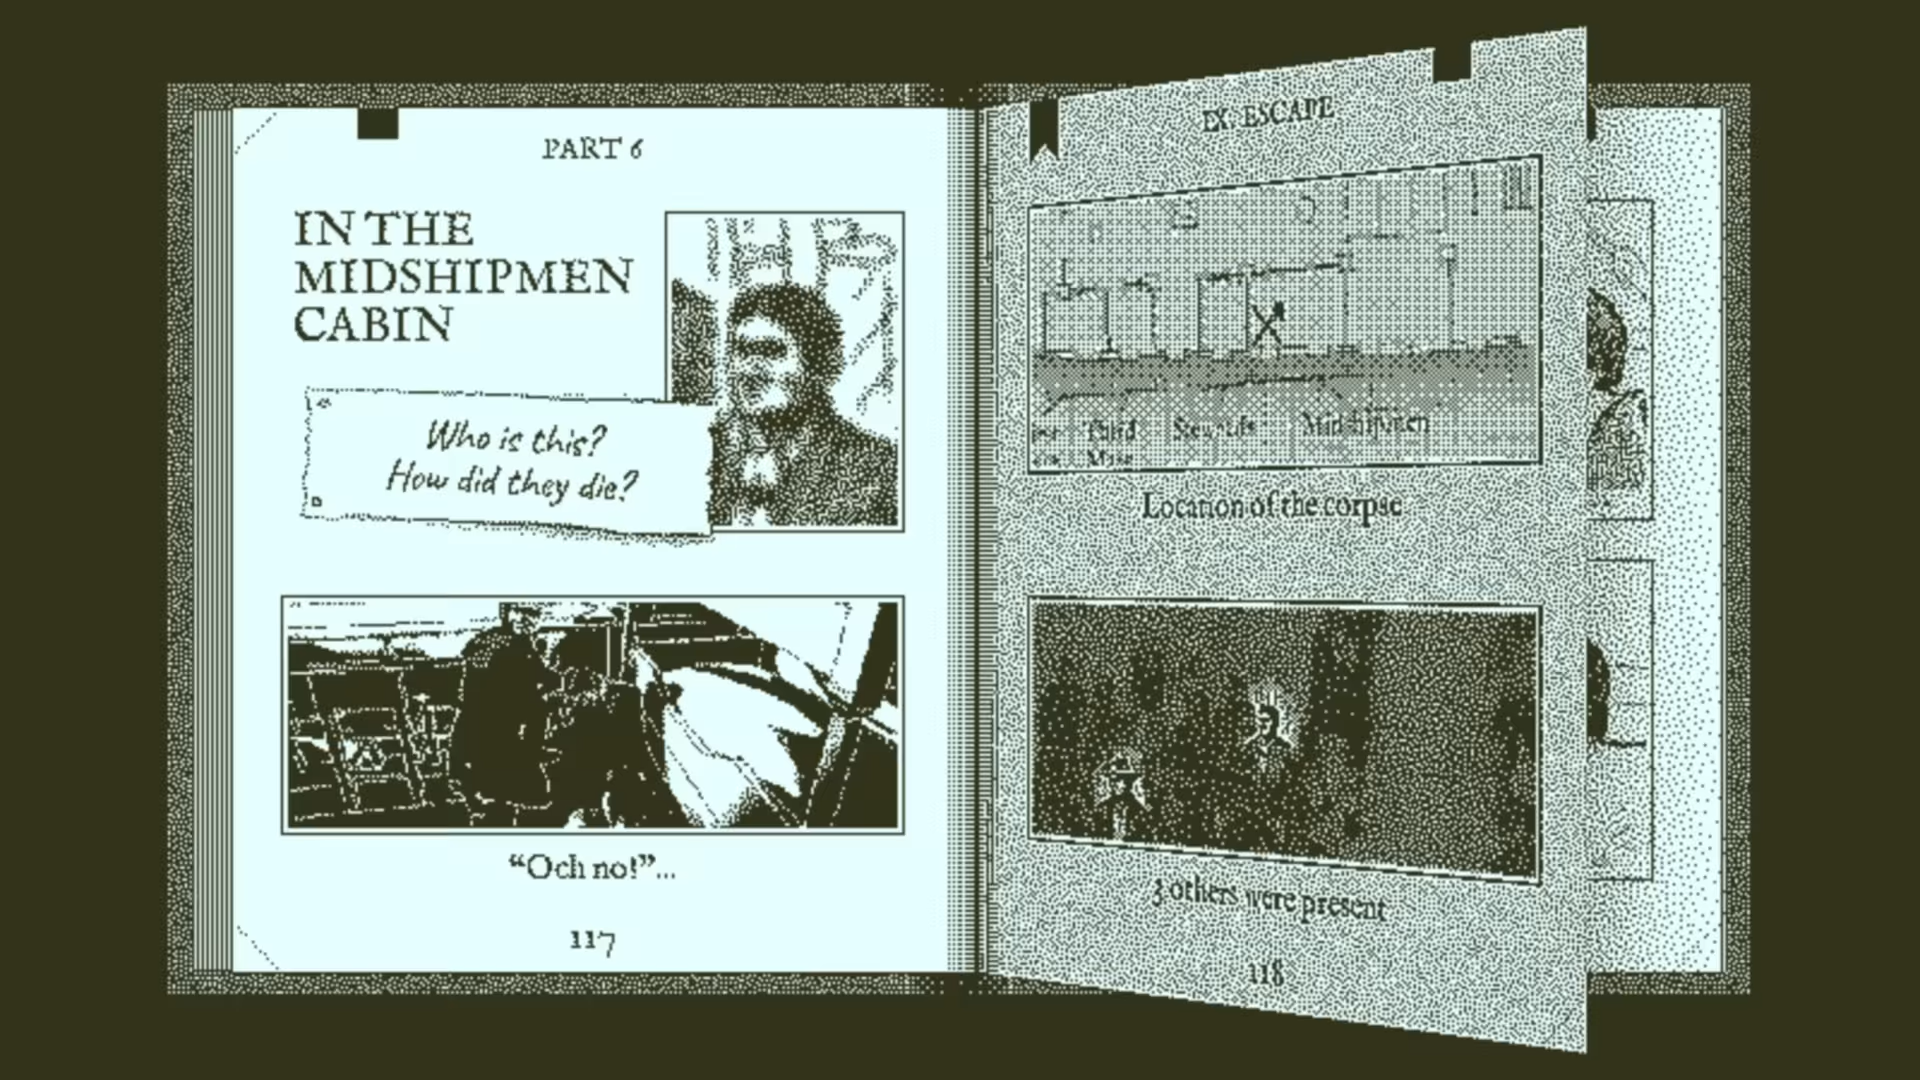 PART 6
IN THE
MIDSHIPMEN
CABIN
Who is this?
How did they die?
“Och no!”...
117
IX. ESCAPE
Third
Mate
Stewards
Midshipmen
Location of the corpse
3 others were present
118